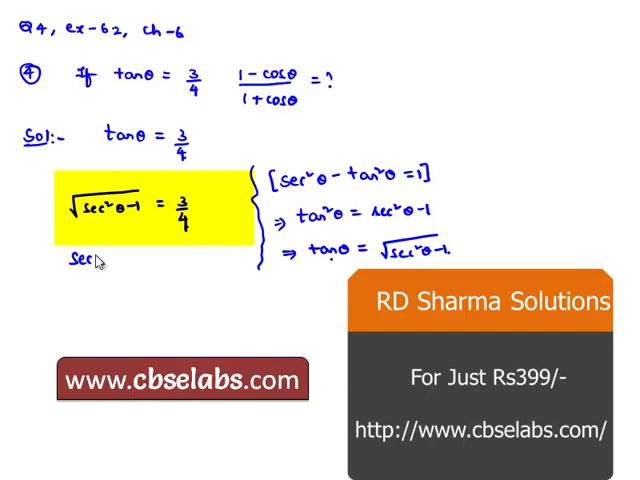 Q4, ex-6.2, ch-6
④ If tanθ = 3/4 (1-cosθ)/(1+cosθ) = ?
Sol:- tanθ = 3/4
√(sec²θ-1) = 3/4
sec
[sec²θ - tan²θ = 1]
⇒ tan²θ = sec²θ-1
⇒ tanθ = √(sec²θ-1).
RD Sharma Solutions
For Just Rs399/-
http://www.cbselabs.com/
www.cbselabs.com